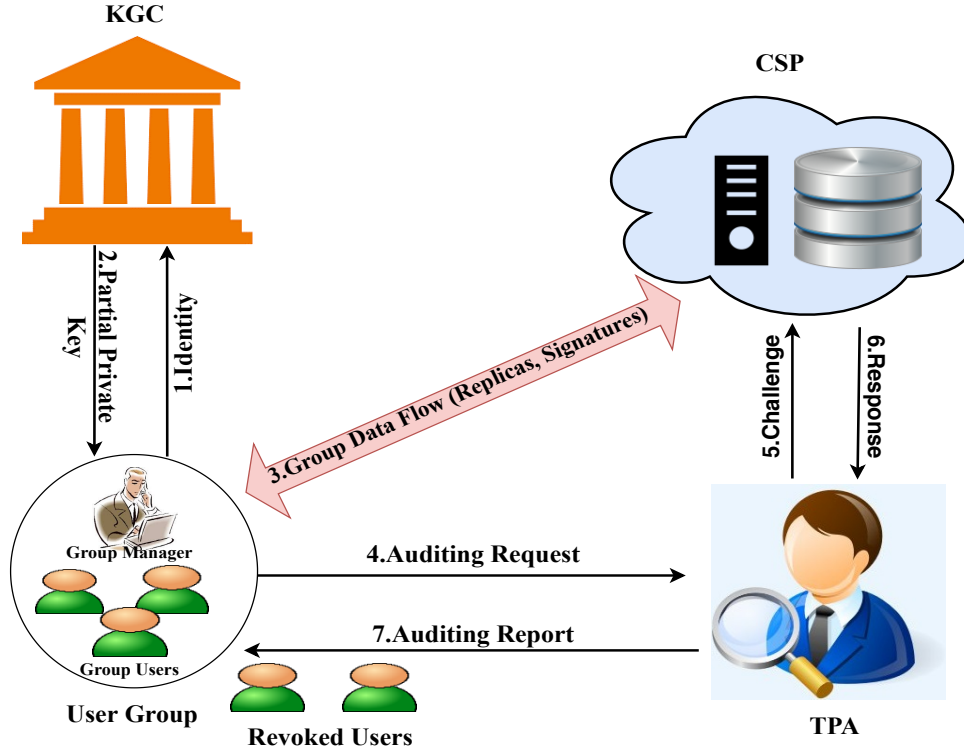 KGC
CSP
2.Partial Private
Key
1.Identity
3.Group Data Flow (Replicas, Signatures)
5.Challenge
6.Response
Group Manager
4.Auditing Request
7.Auditing Report
Group Users
User Group
Revoked Users
TPA